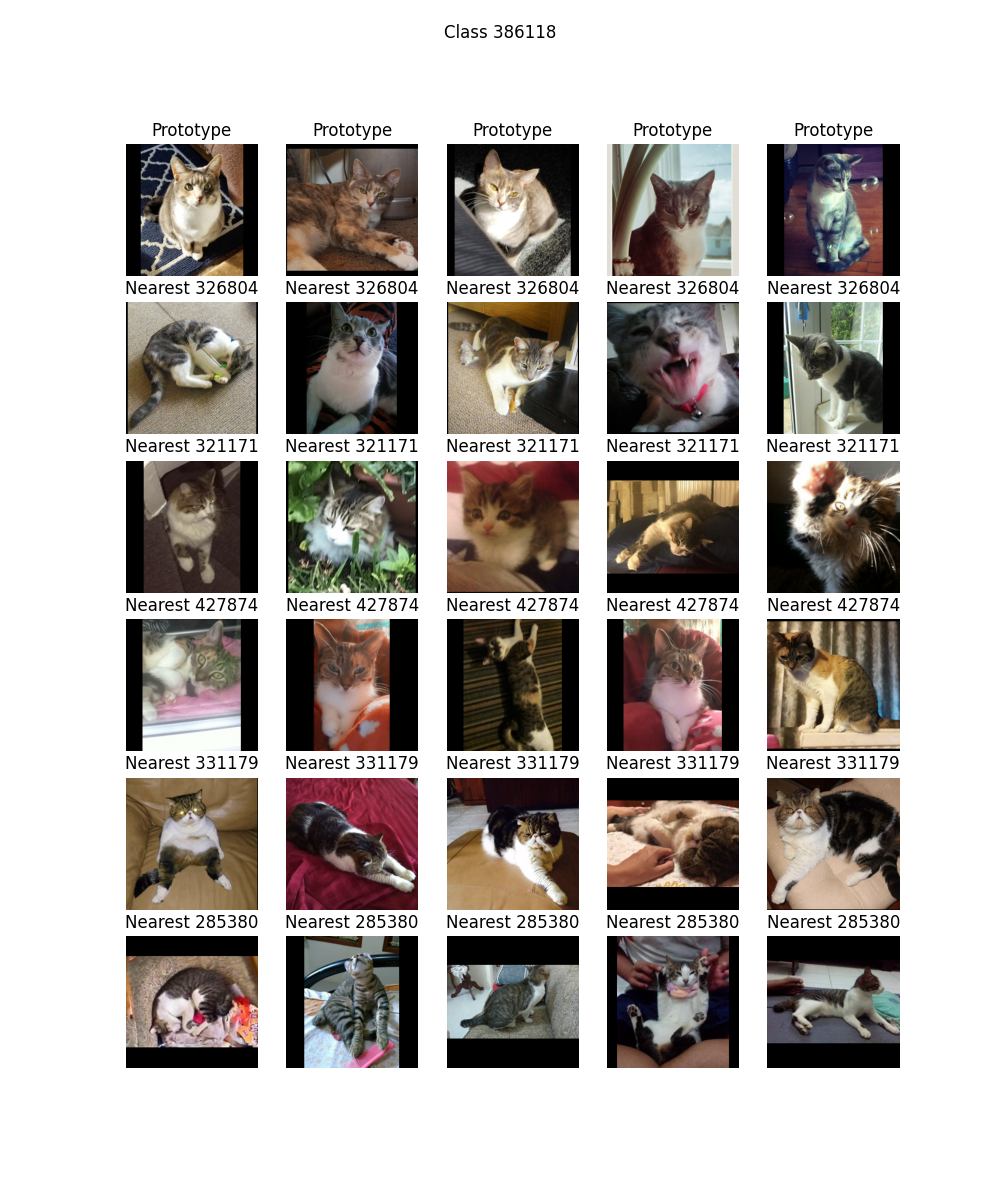 Class 386118
Prototype Prototype Prototype Prototype Prototype
Nearest 326804 Nearest 326804 Nearest 326804 Nearest 326804 Nearest 326804
Nearest 321171 Nearest 321171 Nearest 321171 Nearest 321171 Nearest 321171
Nearest 427874 Nearest 427874 Nearest 427874 Nearest 427874 Nearest 427874
Nearest 331179 Nearest 331179 Nearest 331179 Nearest 331179 Nearest 331179
Nearest 285380 Nearest 285380 Nearest 285380 Nearest 285380 Nearest 285380